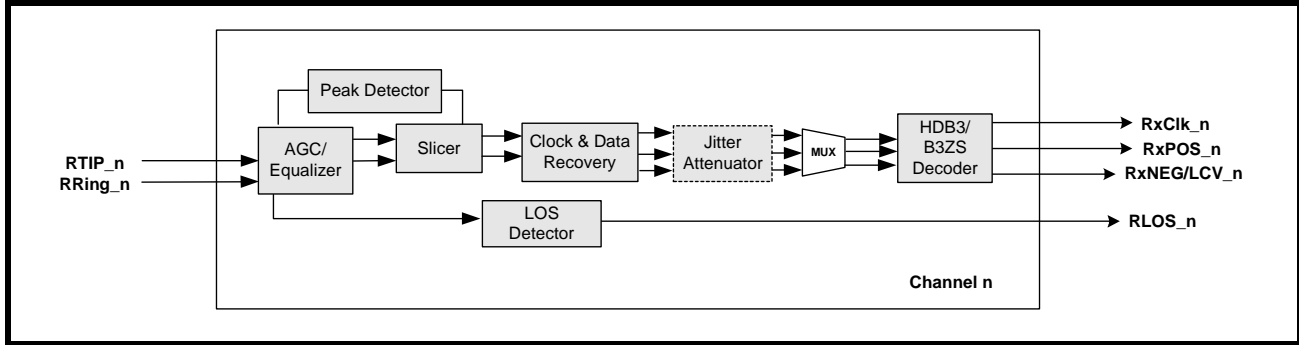 Peak Detector
AGC/
Equalizer
Slicer
Clock & Data
Recovery
Jitter
Attenuator
MUX
HDB3/
B3ZS
Decoder
RTIP_n
RRing_n
RxClk_n
RxPOS_n
RxNEG/LCV_n
LOS
Detector
RLOS_n
Channel n